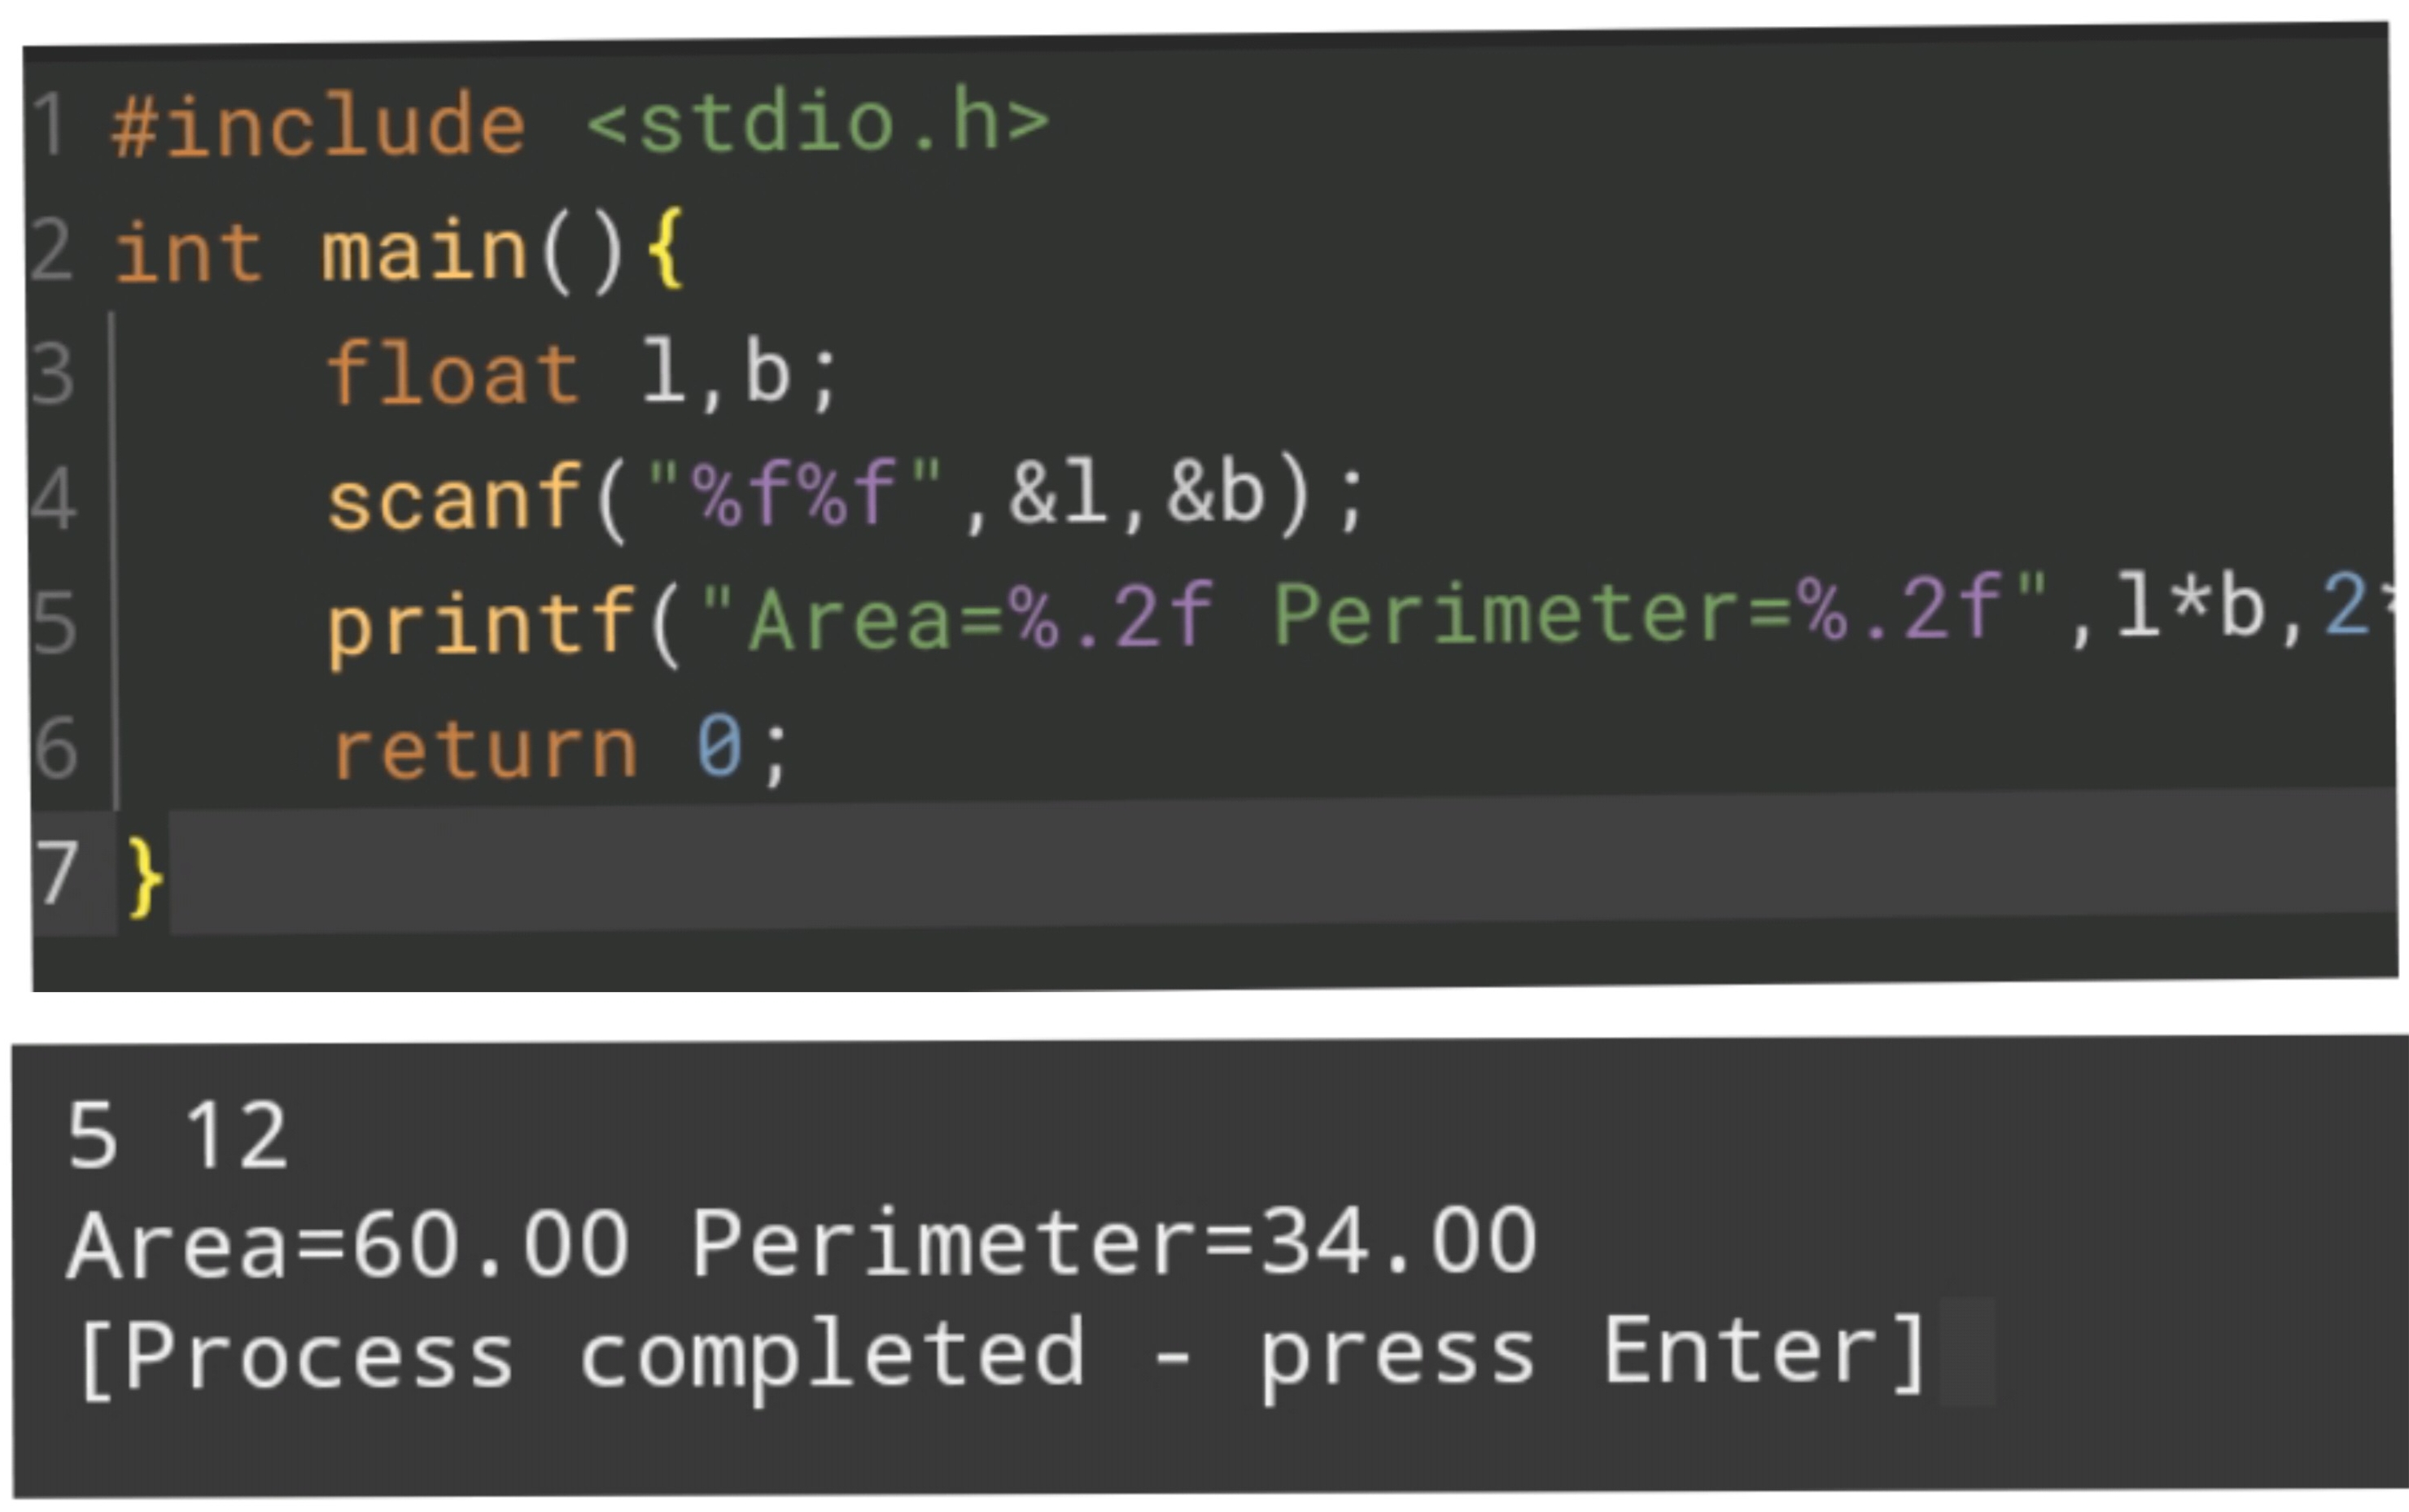 1 #include <stdio.h>
2 int main(){
3     float l,b;
4     scanf("%f%f",&l,&b);
5     printf("Area=%.2f Perimeter=%.2f",l*b,2*
6     return 0;
7 }
5 12
Area=60.00 Perimeter=34.00
[Process completed - press Enter]